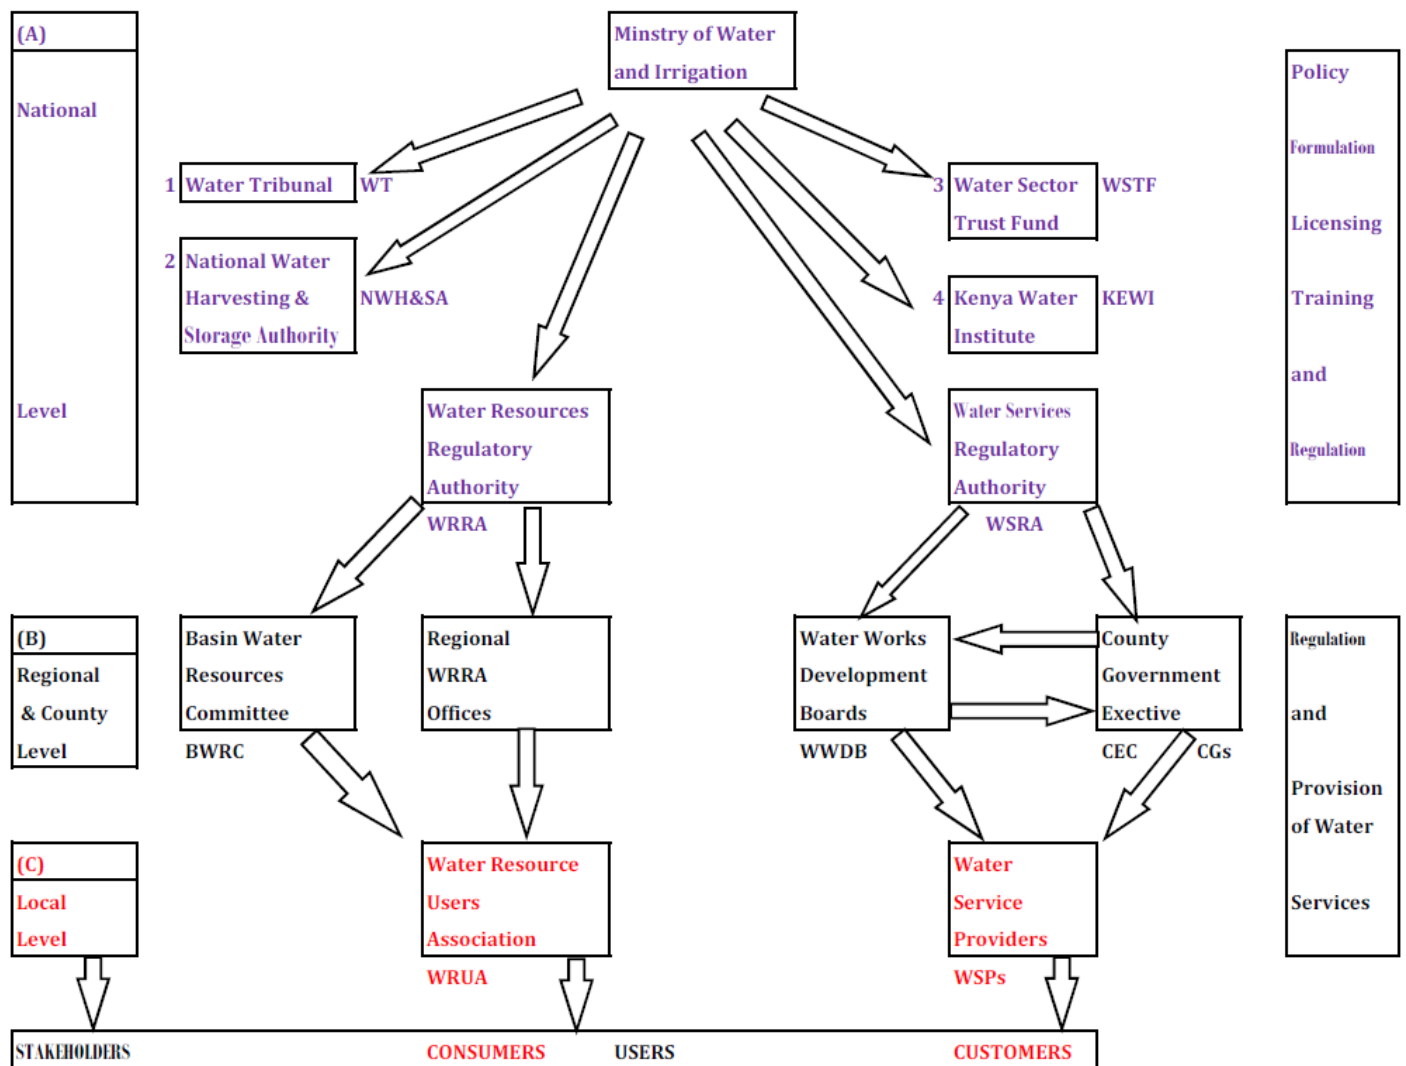 (A)
National
Level
Minstry of Water
and Irrigation
1 Water Tribunal WT
2 National Water
Harvesting & NWH&SA
Storage Authority
3 Water Sector WSTF
Trust Fund
4 Kenya Water KEWI
Institute
Water Resources
Regulatory
Authority
WRRA
Water Services
Regulatory
Authority
WSRA
Policy
Formulation
Licensing
Training
and
Regulation
(B)
Regional
& County
Level
Basin Water
Resources
Committee
BWRC
Regional
WRRA
Offices
Water Works
Development
Boards
WWDB
County
Government
Exective
CEC CGs
Regulation
and
Provision
of Water
Services
(C)
Local
Level
Water Resource
Users
Association
WRUA
Water
Service
Providers
WSPs
STAKEHOLDERS CONSUMERS USERS CUSTOMERS